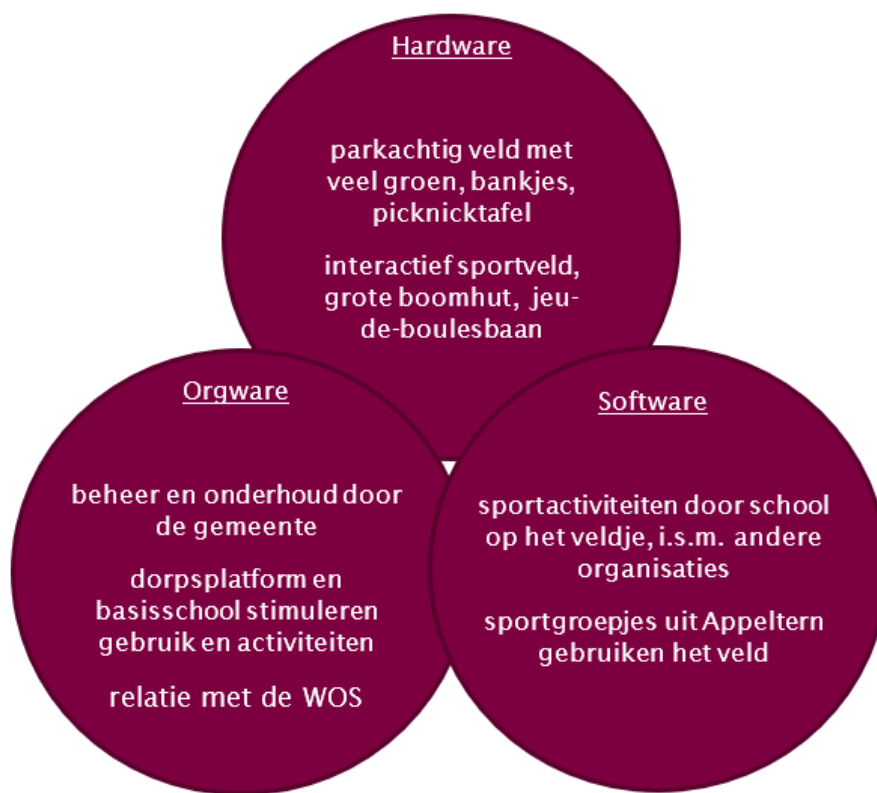 Hardware
parkachtig veld met
veel groen, bankjes,
picknicktafel
interactief sportveld,
grote boomhut, jeu-
de-boulesbaan
Orgware
beheer en onderhoud door
de gemeente
dorpsplatform en
basisschool stimuleren
gebruik en activiteiten
relatie met de WOS
Software
sportactiviteiten door school
op het veldje, i.s.m. andere
organisaties
sportgroepjes uit Appeltern
gebruiken het veld